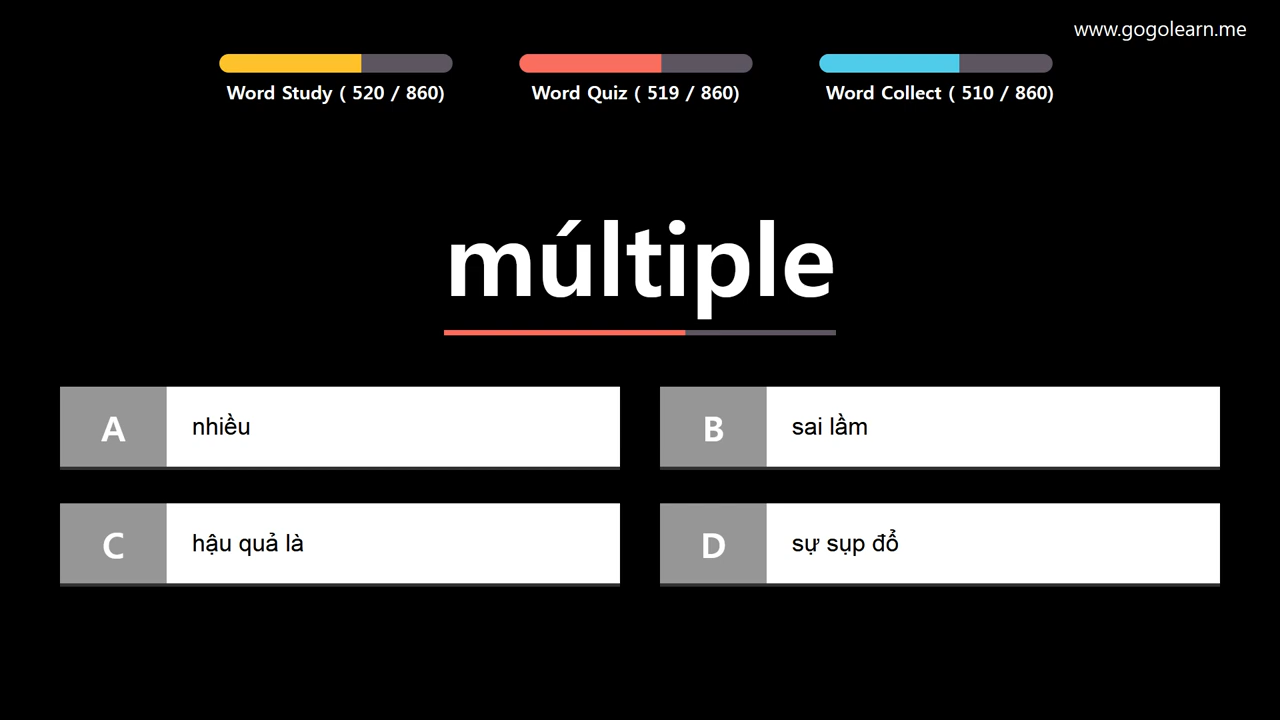 www.gogolearn.me
Word Study ( 520 / 860)
Word Quiz ( 519 / 860)
Word Collect ( 510 / 860)
múltiple
A
nhiều
B
sai lầm
C
hậu quả là
D
sự sụp đổ